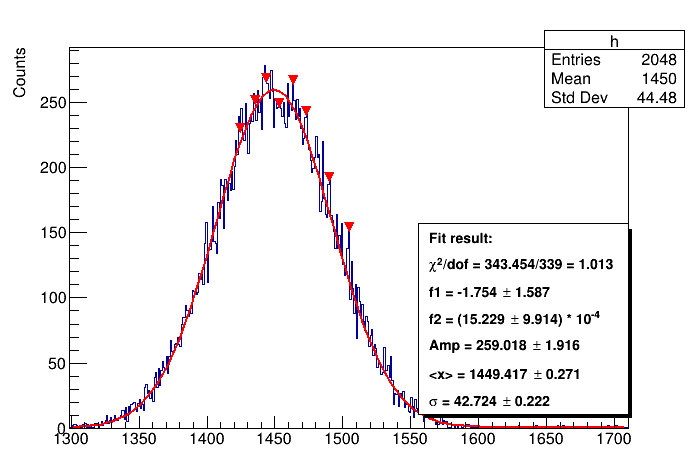 h
Entries 2048
Mean 1450
Std Dev 44.48
Counts
250
200
150
100
50
0
Fit result:
χ²/dof = 343.454/339 = 1.013
f1 = -1.754 ± 1.587
f2 = (15.229 ± 9.914) * 10⁻⁴
Amp = 259.018 ± 1.916
<x> = 1449.417 ± 0.271
σ = 42.724 ± 0.222
1300 1350 1400 1450 1500 1550 1600 1650 1700